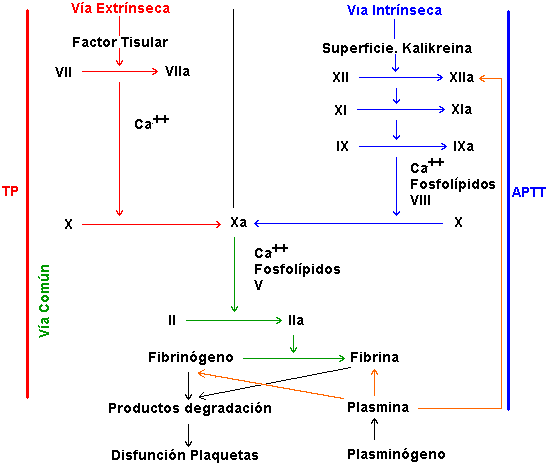 Vía Extrínseca
Vía Intrínseca
Factor Tisular
Superficie. Kalikreina
VII VIIa
XII XIIa
Ca++
XI XIa
IX IXa
Ca++
Fosfolípidos
VIII
TP
APTT
X Xa X
Ca++
Fosfolípidos
V
Vía Común
II IIa
Fibrinógeno Fibrina
Productos degradación Plasmina
Disfunción Plaquetas Plasminógeno